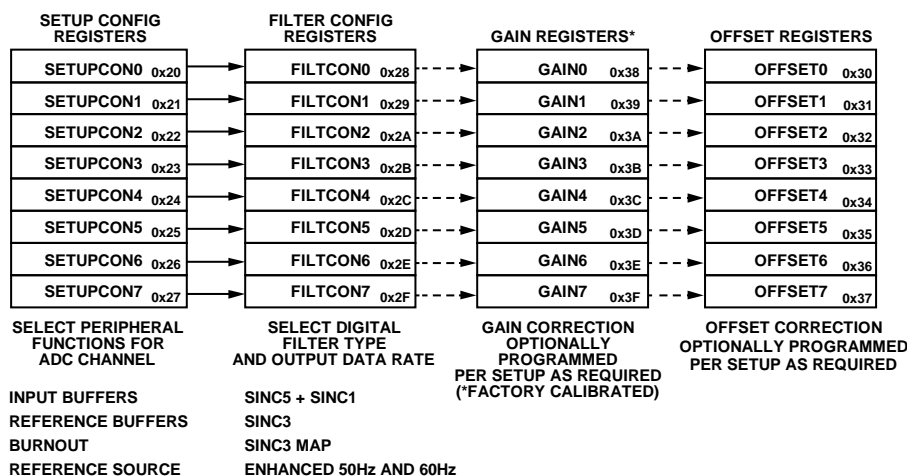 SETUP CONFIG
REGISTERS
FILTER CONFIG
REGISTERS
GAIN REGISTERS*
OFFSET REGISTERS
SETUPCON0 0x20
FILTCON0 0x28
GAIN0 0x38
OFFSET0 0x30
SETUPCON1 0x21
FILTCON1 0x29
GAIN1 0x39
OFFSET1 0x31
SETUPCON2 0x22
FILTCON2 0x2A
GAIN2 0x3A
OFFSET2 0x32
SETUPCON3 0x23
FILTCON3 0x2B
GAIN3 0x3B
OFFSET3 0x33
SETUPCON4 0x24
FILTCON4 0x2C
GAIN4 0x3C
OFFSET4 0x34
SETUPCON5 0x25
FILTCON5 0x2D
GAIN5 0x3D
OFFSET5 0x35
SETUPCON6 0x26
FILTCON6 0x2E
GAIN6 0x3E
OFFSET6 0x36
SETUPCON7 0x27
FILTCON7 0x2F
GAIN7 0x3F
OFFSET7 0x37
SELECT PERIPHERAL
FUNCTIONS FOR
ADC CHANNEL
SELECT DIGITAL
FILTER TYPE
AND OUTPUT DATA RATE
GAIN CORRECTION
OPTIONALLY
PROGRAMMED
PER SETUP AS REQUIRED
(*FACTORY CALIBRATED)
OFFSET CORRECTION
OPTIONALLY PROGRAMMED
PER SETUP AS REQUIRED
INPUT BUFFERS
REFERENCE BUFFERS
BURNOUT
REFERENCE SOURCE
SINC5 + SINC1
SINC3
SINC3 MAP
ENHANCED 50Hz AND 60Hz